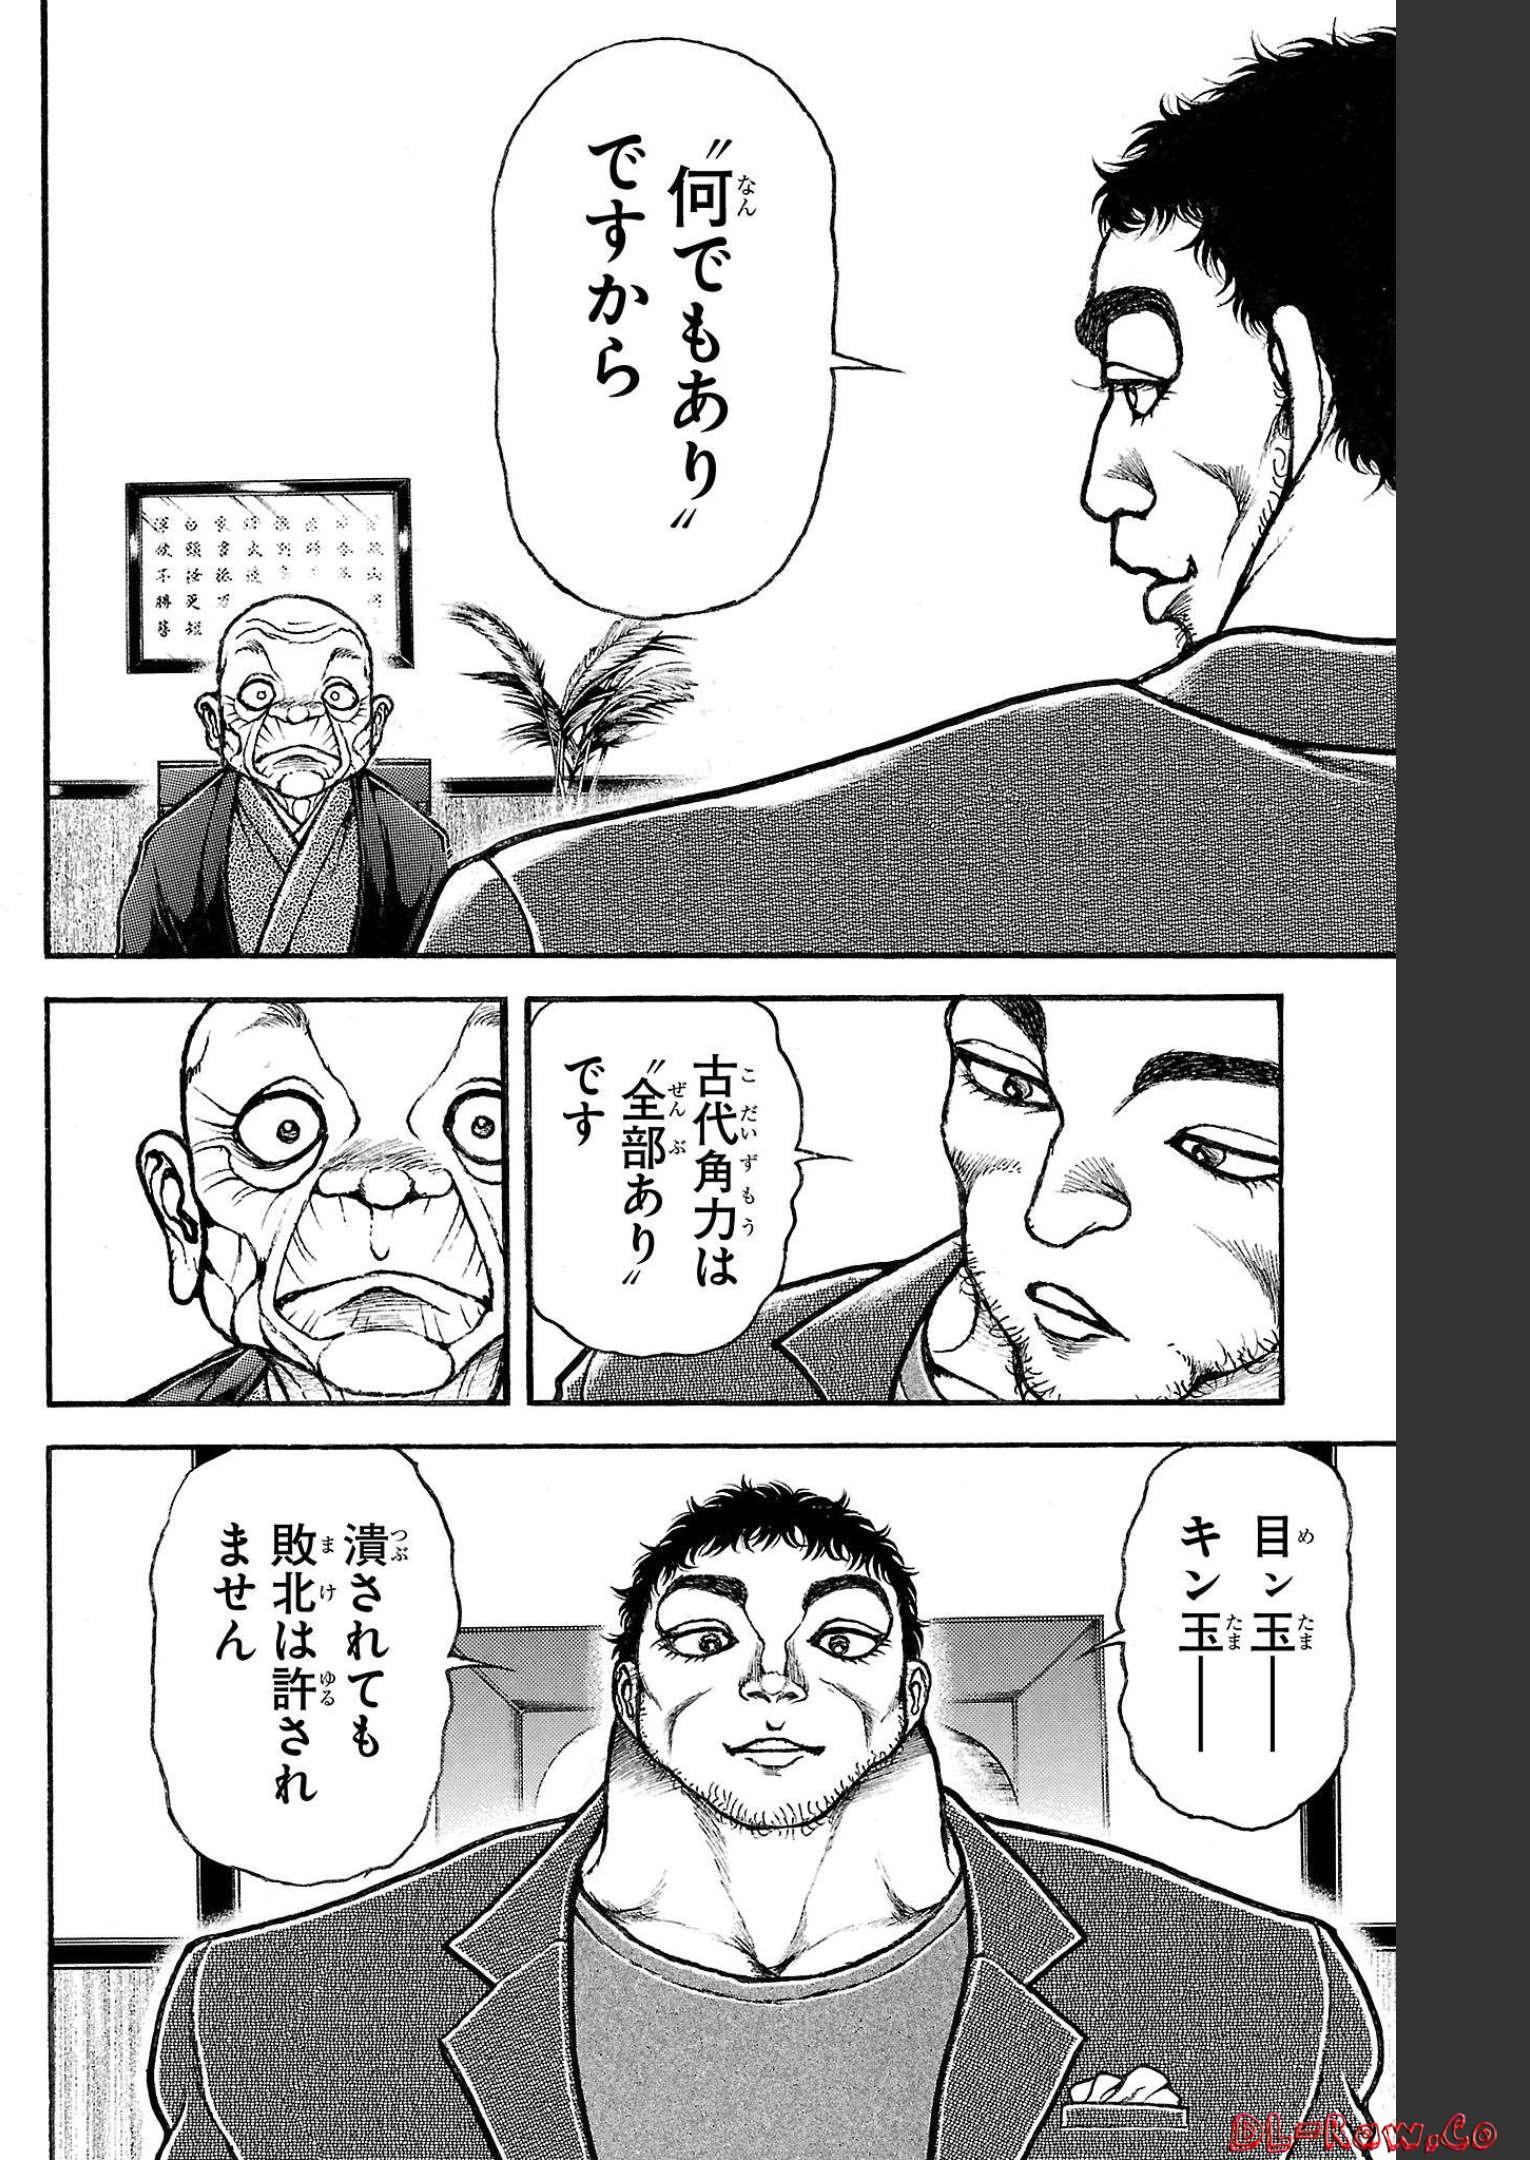 〝何でもあり〟
ですから
古代角力は
〝全部あり〟
です
目ン玉――
キン玉――
潰されても
敗北は許され
ません
DL-Raw.Co